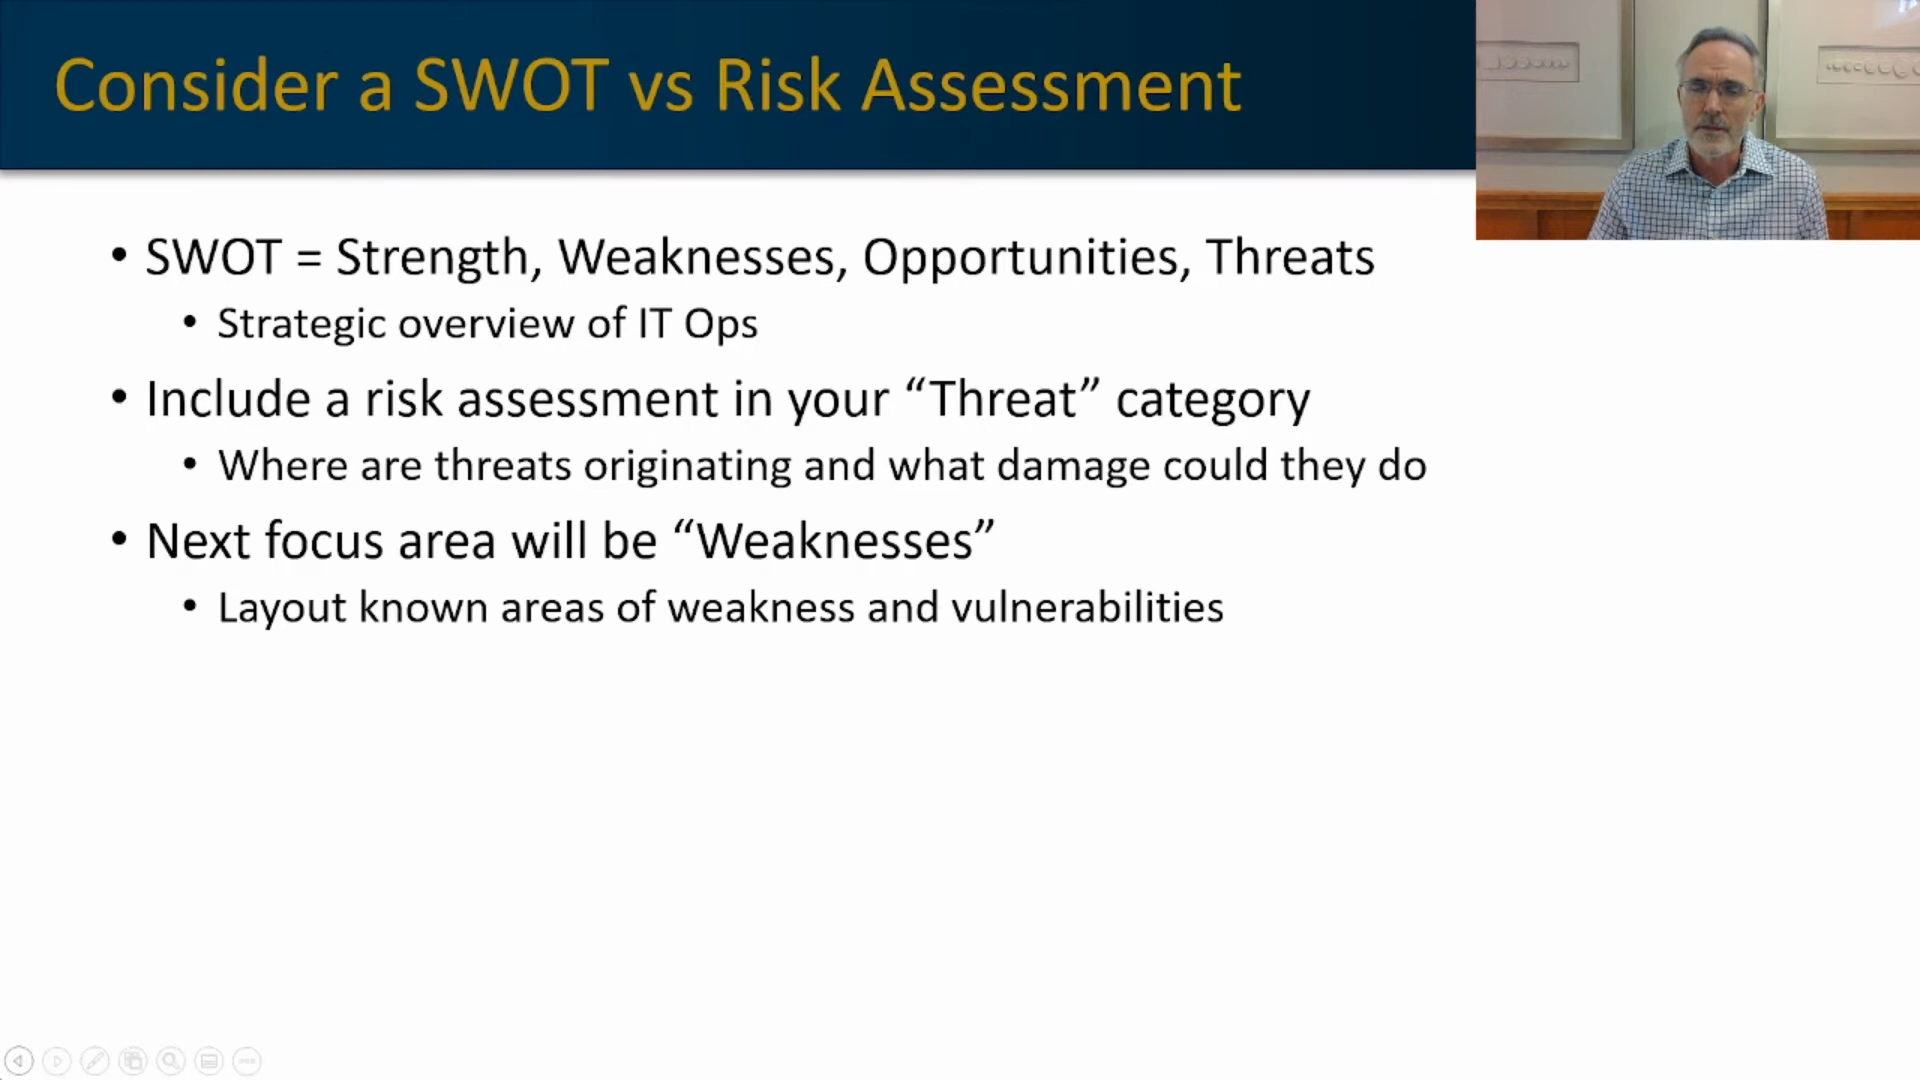 Consider a SWOT vs Risk Assessment
• SWOT = Strength, Weaknesses, Opportunities, Threats
• Strategic overview of IT Ops
• Include a risk assessment in your “Threat” category
• Where are threats originating and what damage could they do
• Next focus area will be “Weaknesses”
• Layout known areas of weakness and vulnerabilities